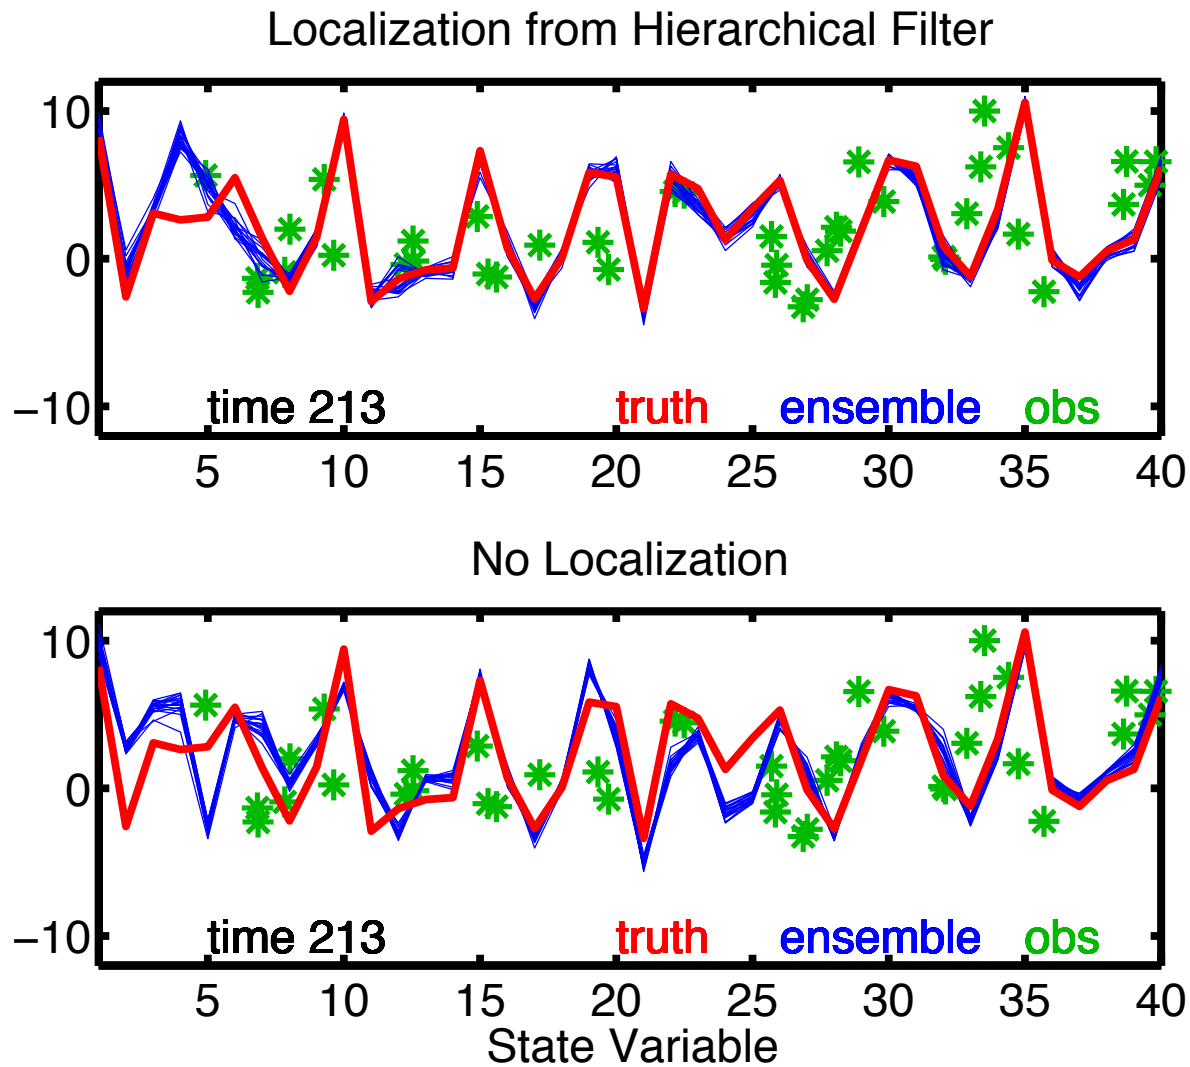 Localization from Hierarchical Filter
10
0
−10
time 213 truth ensemble obs
5 10 15 20 25 30 35 40
No Localization
10
0
−10
time 213 truth ensemble obs
5 10 15 20 25 30 35 40
State Variable